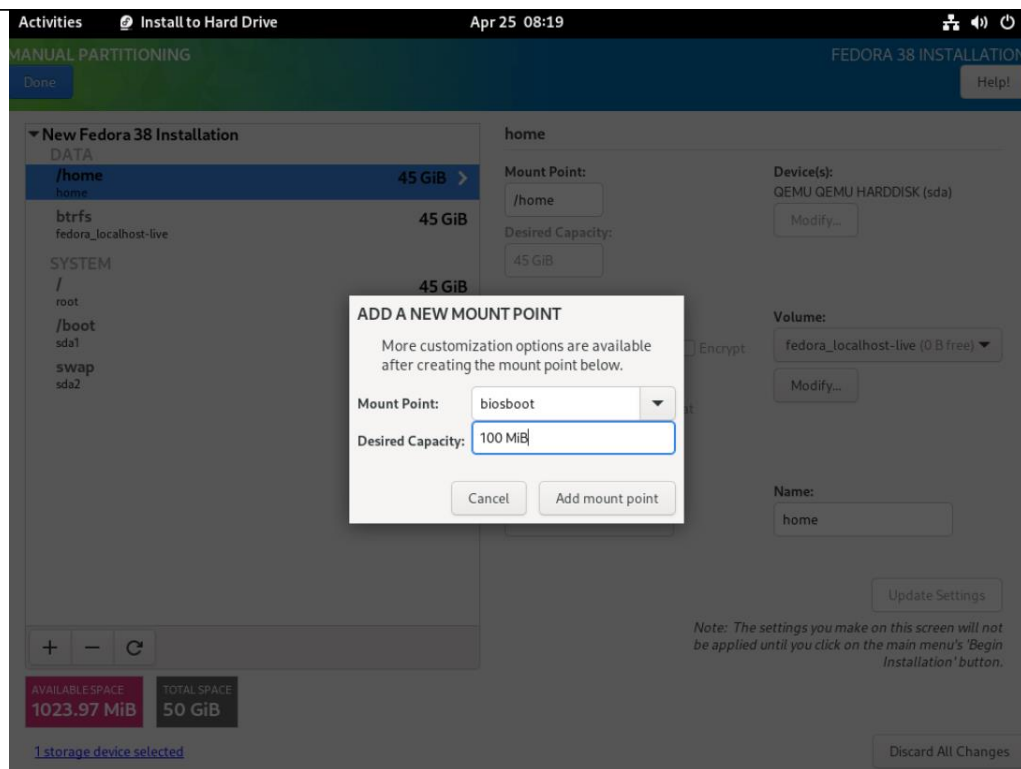 Activities Install to Hard Drive Apr 25 08:19
MANUAL PARTITIONING
FEDORA 38 INSTALLATION
Done
Help!
New Fedora 38 Installation
DATA
/home 45 GiB
home
btrfs 45 GiB
fedora_localhost-live
SYSTEM
/ 45 GiB
root
/boot
sda1
swap
sda2
home
Mount Point:
/home
Desired Capacity:
45 GiB
Device(s):
QEMU QEMU HARDDISK (sda)
Modify...
Encrypt
Volume:
fedora_localhost-live (0 B free)
Modify...
Name:
home
Update Settings
Note: The settings you make on this screen will not
be applied until you click on the main menu's 'Begin
Installation' button.
ADD A NEW MOUNT POINT
More customization options are available
after creating the mount point below.
Mount Point: biosboot
Desired Capacity: 100 MiB
Cancel Add mount point
+ −
AVAILABLE SPACE
1023.97 MiB
TOTAL SPACE
50 GiB
1 storage device selected
Discard All Changes